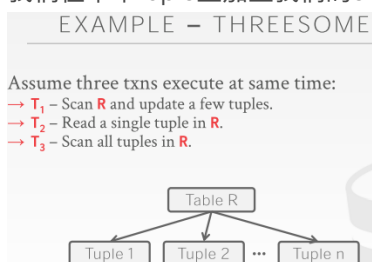 EXAMPLE – THREESOME
Assume three txns execute at same time:
→ T₁ – Scan R and update a few tuples.
→ T₂ – Read a single tuple in R.
→ T₃ – Scan all tuples in R.
Table R
Tuple 1 Tuple 2 ••• Tuple n